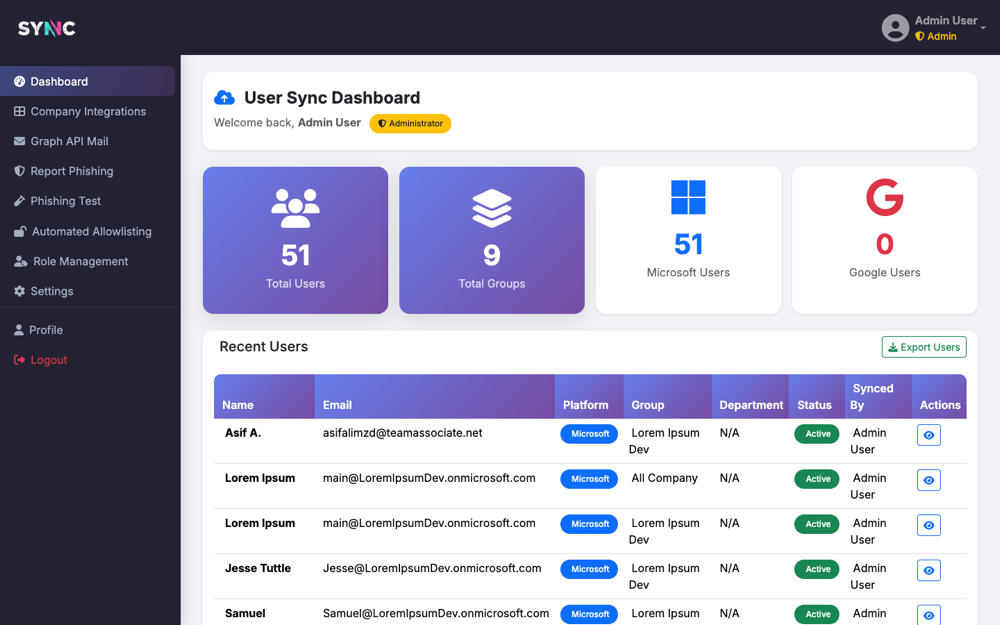 SYNC
Admin User
Admin
Dashboard
Company Integrations
Graph API Mail
Report Phishing
Phishing Test
Automated Allowlisting
Role Management
Settings
Profile
Logout
User Sync Dashboard
Welcome back, Admin User Administrator
51
Total Users
9
Total Groups
51
Microsoft Users
0
Google Users
Recent Users
Export Users
Name Email Platform Group Department Status Synced By Actions
Asif A. asifalimzd@teamassociate.net Microsoft Lorem Ipsum Dev N/A Active Admin User
Lorem Ipsum main@LoremIpsumDev.onmicrosoft.com Microsoft All Company N/A Active Admin User
Lorem Ipsum main@LoremIpsumDev.onmicrosoft.com Microsoft Lorem Ipsum Dev N/A Active Admin User
Jesse Tuttle Jesse@LoremIpsumDev.onmicrosoft.com Microsoft Lorem Ipsum Dev N/A Active Admin User
Samuel Samuel@LoremIpsumDev.onmicrosoft.com Microsoft Lorem Ipsum N/A Active Admin